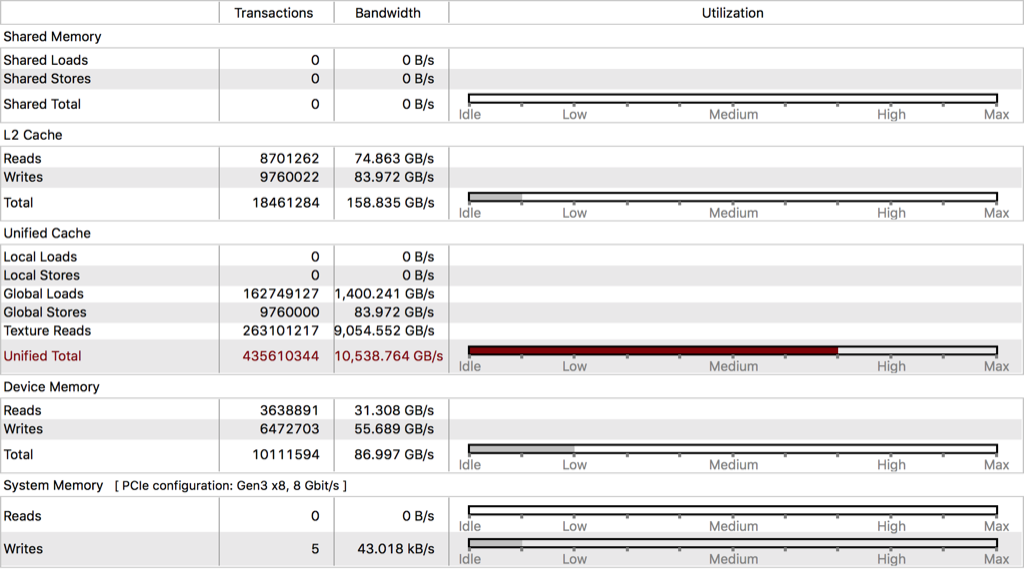 Transactions Bandwidth Utilization
Shared Memory
Shared Loads 0 0 B/s
Shared Stores 0 0 B/s
Shared Total 0 0 B/s
Idle Low Medium High Max
L2 Cache
Reads 8701262 74.863 GB/s
Writes 9760022 83.972 GB/s
Total 18461284 158.835 GB/s
Idle Low Medium High Max
Unified Cache
Local Loads 0 0 B/s
Local Stores 0 0 B/s
Global Loads 162749127 1,400.241 GB/s
Global Stores 9760000 83.972 GB/s
Texture Reads 263101217 9,054.552 GB/s
Unified Total 435610344 10,538.764 GB/s
Idle Low Medium High Max
Device Memory
Reads 3638891 31.308 GB/s
Writes 6472703 55.689 GB/s
Total 10111594 86.997 GB/s
Idle Low Medium High Max
System Memory [ PCIe configuration: Gen3 x8, 8 Gbit/s ]
Reads 0 0 B/s
Idle Low Medium High Max
Writes 5 43.018 kB/s
Idle Low Medium High Max